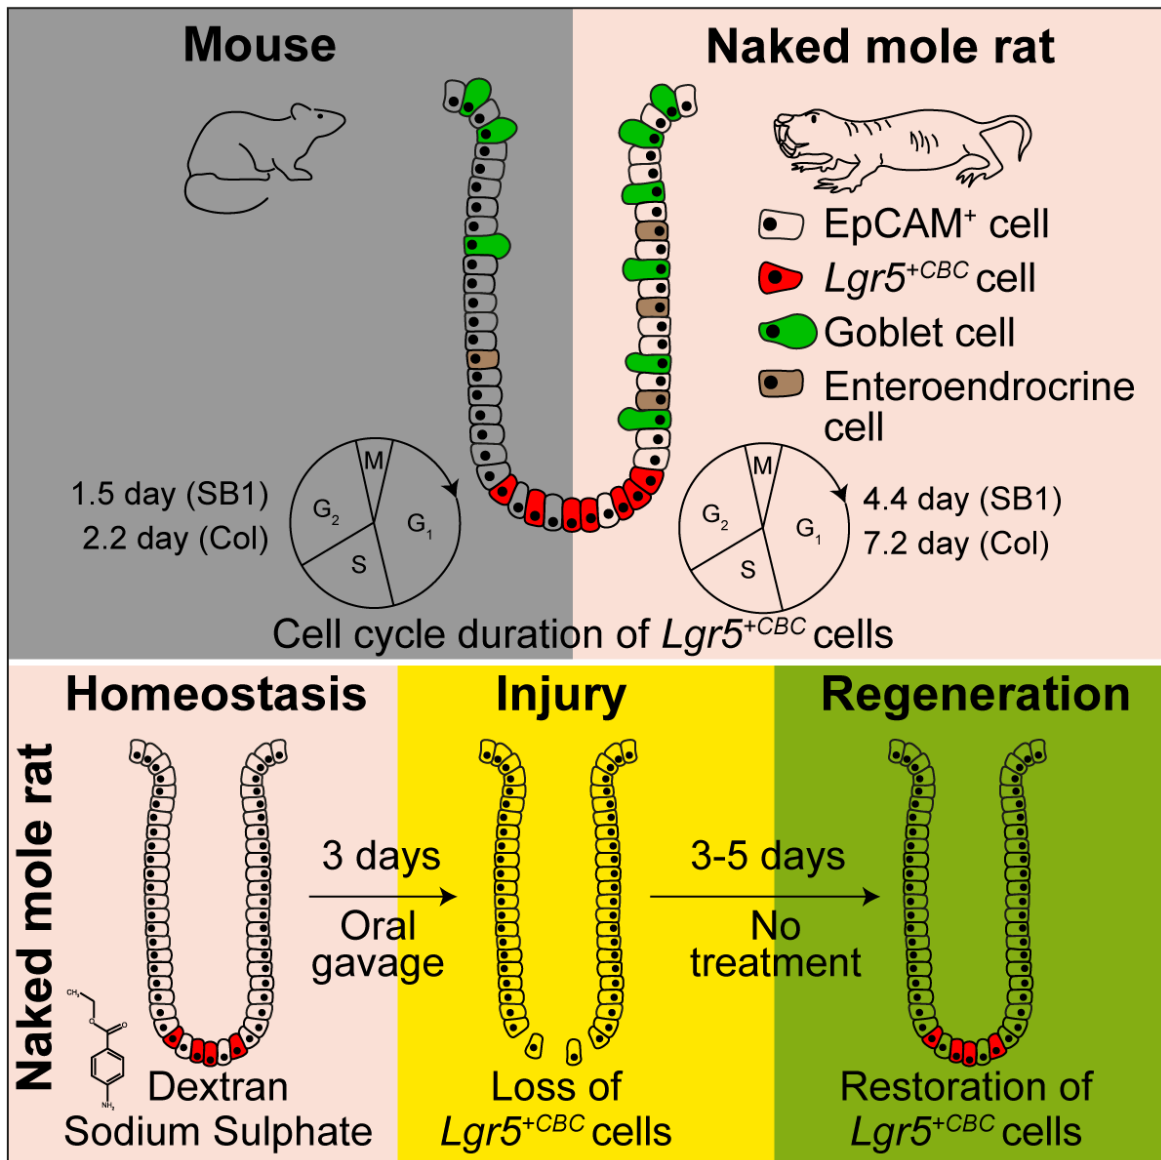 Mouse
Naked mole rat
EpCAM⁺ cell
Lgr5⁺ᶜᴮᶜ cell
Goblet cell
Enteroendocrine
cell
1.5 day (SB1)
2.2 day (Col)
M
G₂
G₁
S
M
G₂
G₁
S
4.4 day (SB1)
7.2 day (Col)
Cell cycle duration of Lgr5⁺ᶜᴮᶜ cells
Naked mole rat
Homeostasis
Injury
Regeneration
3 days
Oral
gavage
3-5 days
No
treatment
CH₃
O
O
NH₂
Dextran
Sodium Sulphate
Loss of
Lgr5⁺ᶜᴮᶜ cells
Restoration of
Lgr5⁺ᶜᴮᶜ cells